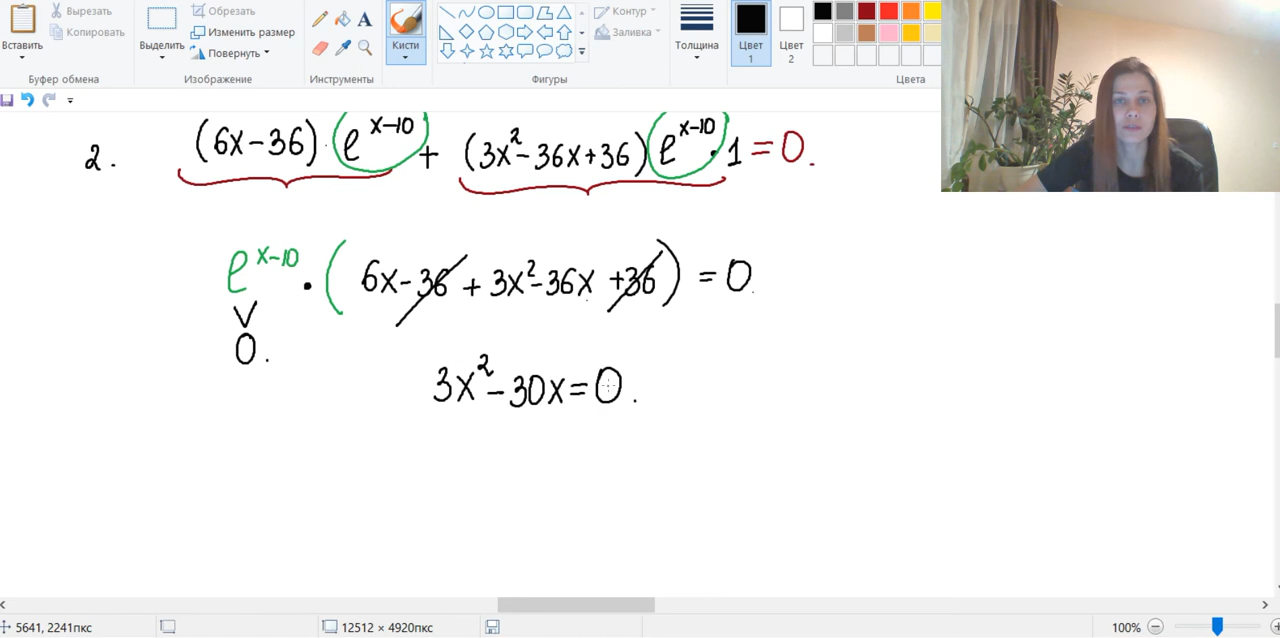 Вырезать
Обрезать
Контур
Копировать
Изменить размер
Заливка
Вставить
Выделить
Повернуть
Кисти
Толщина
Цвет 1
Цвет 2
Буфер обмена
Изображение
Инструменты
Фигуры
Цвета
2. (6x-36)·e^{x-10} + (3x²-36x+36)e^{x-10}·1=0.
e^{x-10}·(6x-36+3x²-36x+36)=0.
∨
0.
3x²-30x=0.
5641, 2241пкс
12512 × 4920пкс
100%